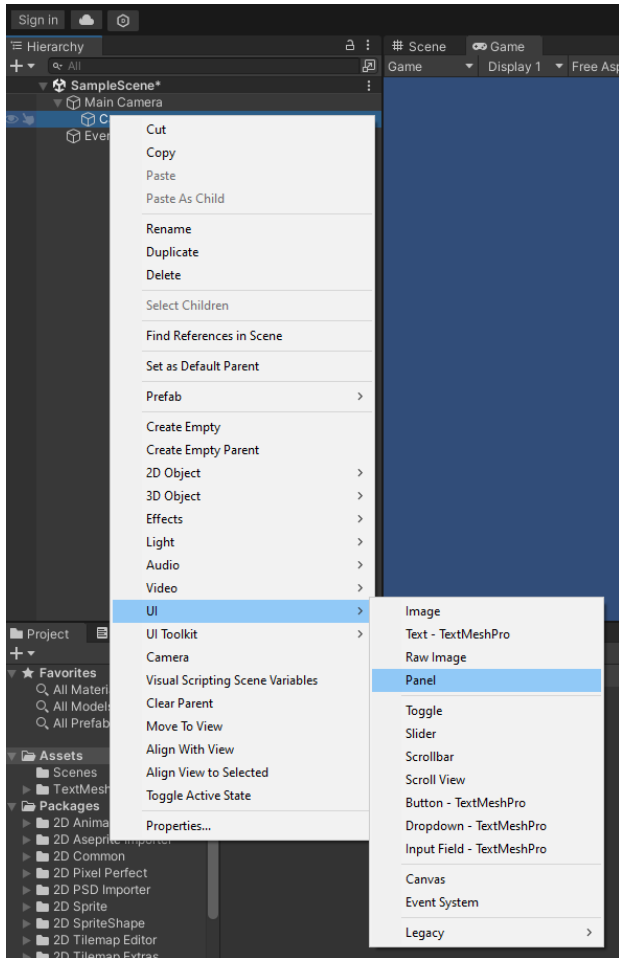 Sign in
Hierarchy
All
SampleScene*
Main Camera
C
Ever
# Scene
Game
Game
Display 1
Free Asp
Cut
Copy
Paste
Paste As Child
Rename
Duplicate
Delete
Select Children
Find References in Scene
Set as Default Parent
Prefab
Create Empty
Create Empty Parent
2D Object
3D Object
Effects
Light
Audio
Video
UI
UI Toolkit
Camera
Visual Scripting Scene Variables
Clear Parent
Move To View
Align With View
Align View to Selected
Toggle Active State
Properties...
Image
Text - TextMeshPro
Raw Image
Panel
Toggle
Slider
Scrollbar
Scroll View
Button - TextMeshPro
Dropdown - TextMeshPro
Input Field - TextMeshPro
Canvas
Event System
Legacy
Project
Favorites
All Materi
All Models
All Prefab
Assets
Scenes
TextMesh
Packages
2D Anima
2D Aseprite Importer
2D Common
2D Pixel Perfect
2D PSD Importer
2D Sprite
2D SpriteShape
2D Tilemap Editor
2D Tilemap Extras